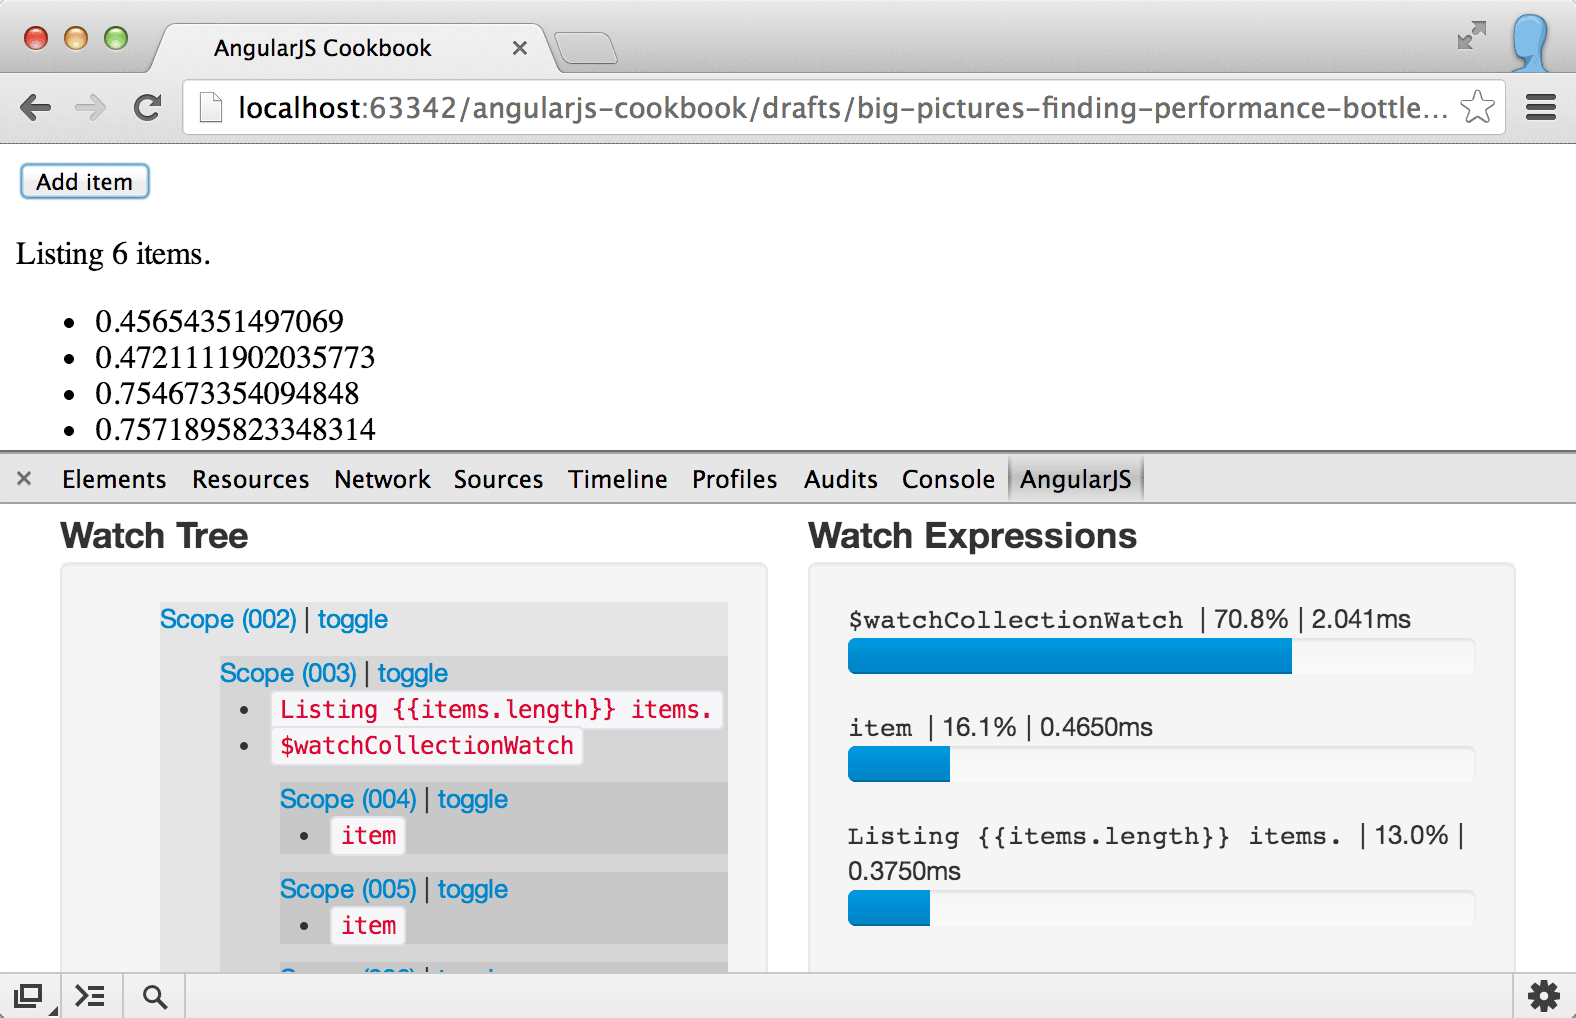 AngularJS Cookbook
localhost:63342/angularjs-cookbook/drafts/big-pictures-finding-performance-bottle...
Add item
Listing 6 items.
0.45654351497069
0.4721111902035773
0.754673354094848
0.7571895823348314
Elements Resources Network Sources Timeline Profiles Audits Console AngularJS
Watch Tree
Scope (002) | toggle
Scope (003) | toggle
Listing {{items.length}} items.
$watchCollectionWatch
Scope (004) | toggle
item
Scope (005) | toggle
item
Watch Expressions
$watchCollectionWatch | 70.8% | 2.041ms
item | 16.1% | 0.4650ms
Listing {{items.length}} items. | 13.0% |
0.3750ms